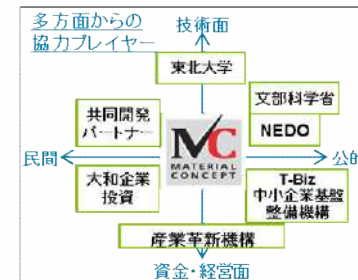 多方面からの
協力プレイヤー
技術面
東北大学
文部科学省
NEDO
共同開発
パートナー
MC
MATERIAL
CONCEPT
民間
公的
大和企業
投資
T-Biz
中小企業基盤
整備機構
産業革新機構
資金・経営面